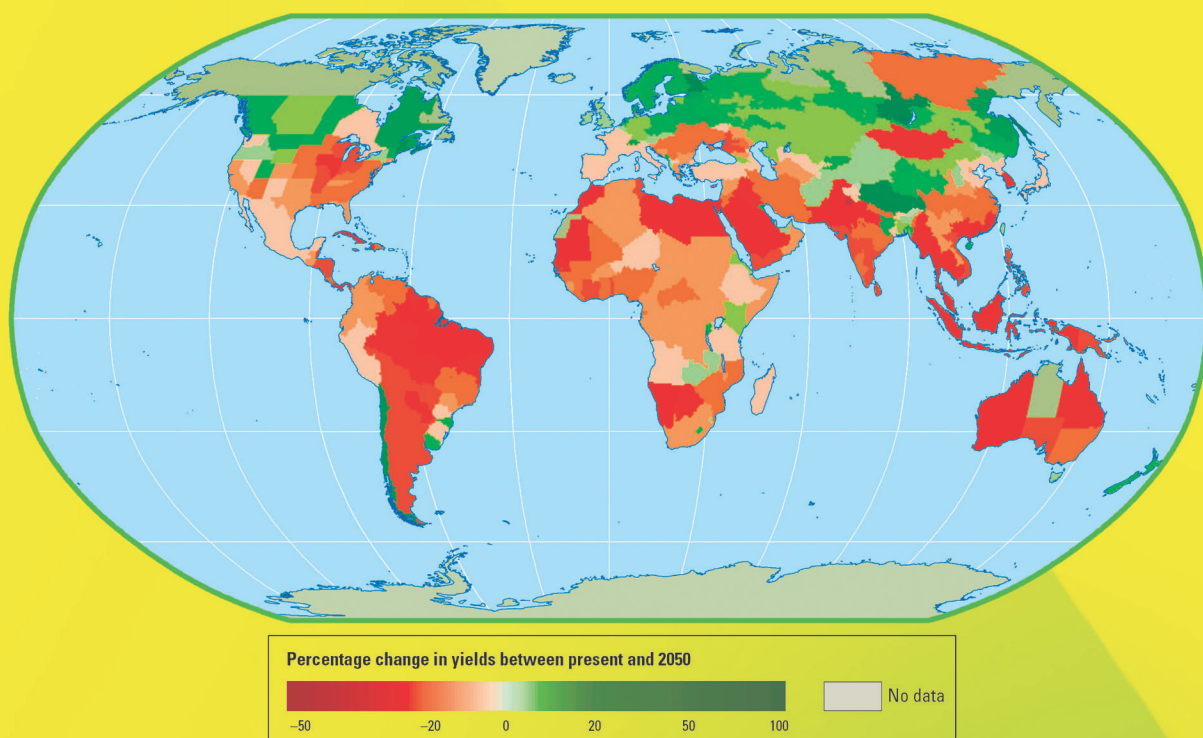 Percentage change in yields between present and 2050
No data
–50 –20 0 20 50 100